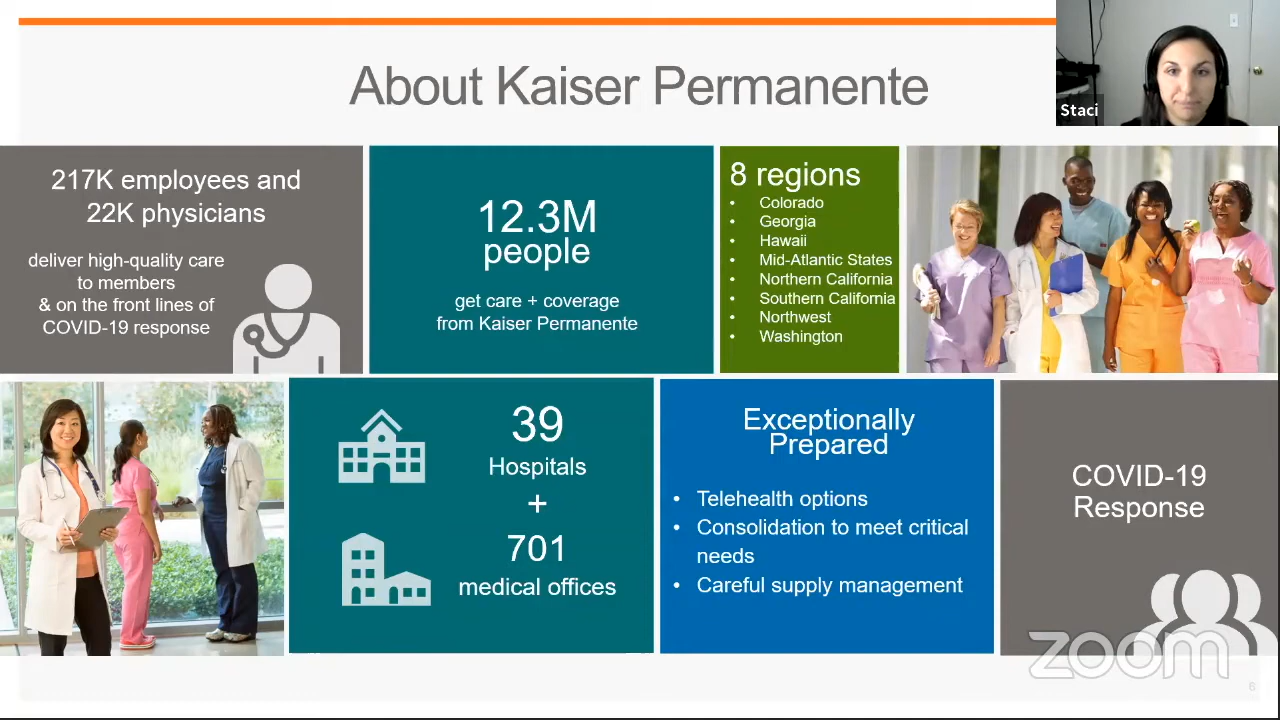 About Kaiser Permanente
Staci
217K employees and
22K physicians
deliver high-quality care
to members
& on the front lines of
COVID-19 response
12.3M
people
get care + coverage
from Kaiser Permanente
8 regions
• Colorado
• Georgia
• Hawaii
• Mid-Atlantic States
• Northern California
• Southern California
• Northwest
• Washington
39
Hospitals
+
701
medical offices
Exceptionally
Prepared
• Telehealth options
• Consolidation to meet critical
needs
• Careful supply management
COVID-19
Response
zoom
6